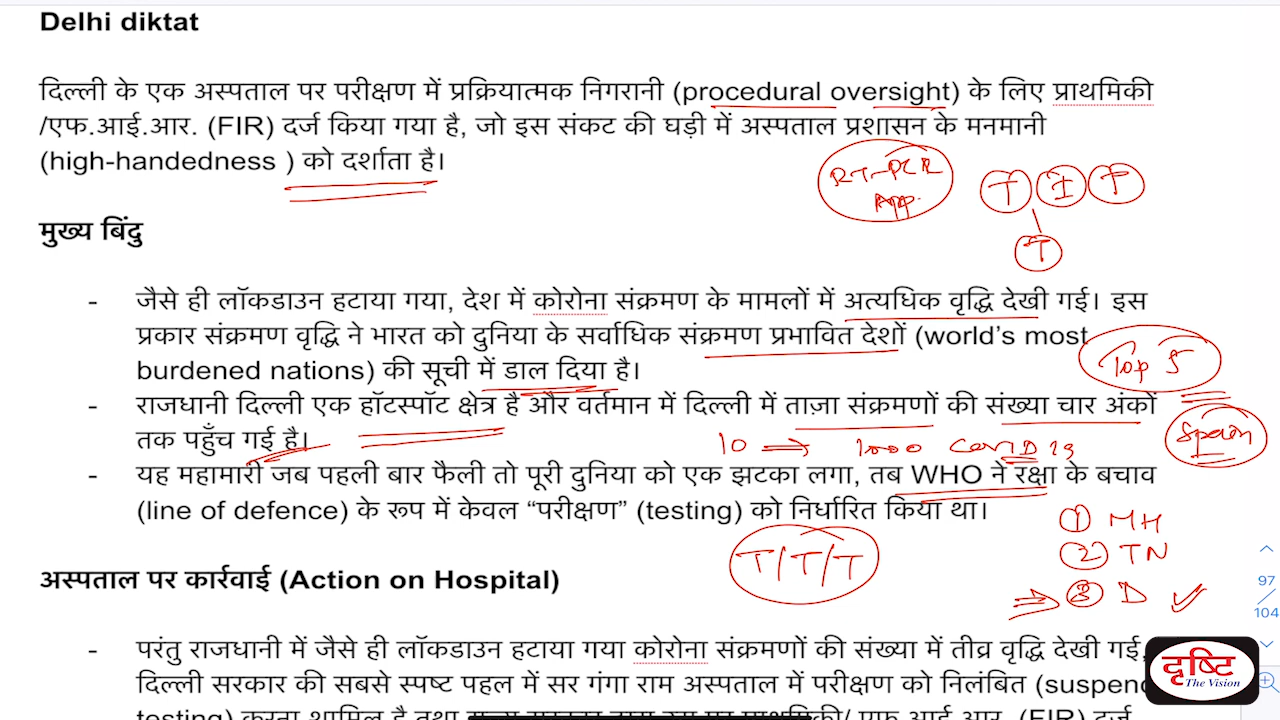 Delhi diktat
दिल्ली के एक अस्पताल पर परीक्षण में प्रक्रियात्मक निगरानी (procedural oversight) के लिए प्राथमिकी
/एफ.आई.आर. (FIR) दर्ज किया गया है, जो इस संकट की घड़ी में अस्पताल प्रशासन के मनमानी
(high-handedness ) को दर्शाता है।
RT-PCR
App.
T I T
T
मुख्य बिंदु
- जैसे ही लॉकडाउन हटाया गया, देश में कोरोना संक्रमण के मामलों में अत्यधिक वृद्धि देखी गई। इस
प्रकार संक्रमण वृद्धि ने भारत को दुनिया के सर्वाधिक संक्रमण प्रभावित देशों (world's most
burdened nations) की सूची में डाल दिया है।
Top 5
- राजधानी दिल्ली एक हॉटस्पॉट क्षेत्र है और वर्तमान में दिल्ली में ताज़ा संक्रमणों की संख्या चार अंकों
तक पहुँच गई है।
10 ⇒ 1000 COVID 19
Spain
- यह महामारी जब पहली बार फैली तो पूरी दुनिया को एक झटका लगा, तब WHO ने रक्षा के बचाव
(line of defence) के रूप में केवल “परीक्षण” (testing) को निर्धारित किया था।
T/T/T
1 MH
2 TN
⇒ 3 D ✓
अस्पताल पर कार्रवाई (Action on Hospital)
- परंतु राजधानी में जैसे ही लॉकडाउन हटाया गया कोरोना संक्रमणों की संख्या में तीव्र वृद्धि देखी गई,
दिल्ली सरकार की सबसे स्पष्ट पहल में सर गंगा राम अस्पताल में परीक्षण को निलंबित (suspend
testing) करना शामिल है तथा
97
/
104
दृष्टि
The Vision